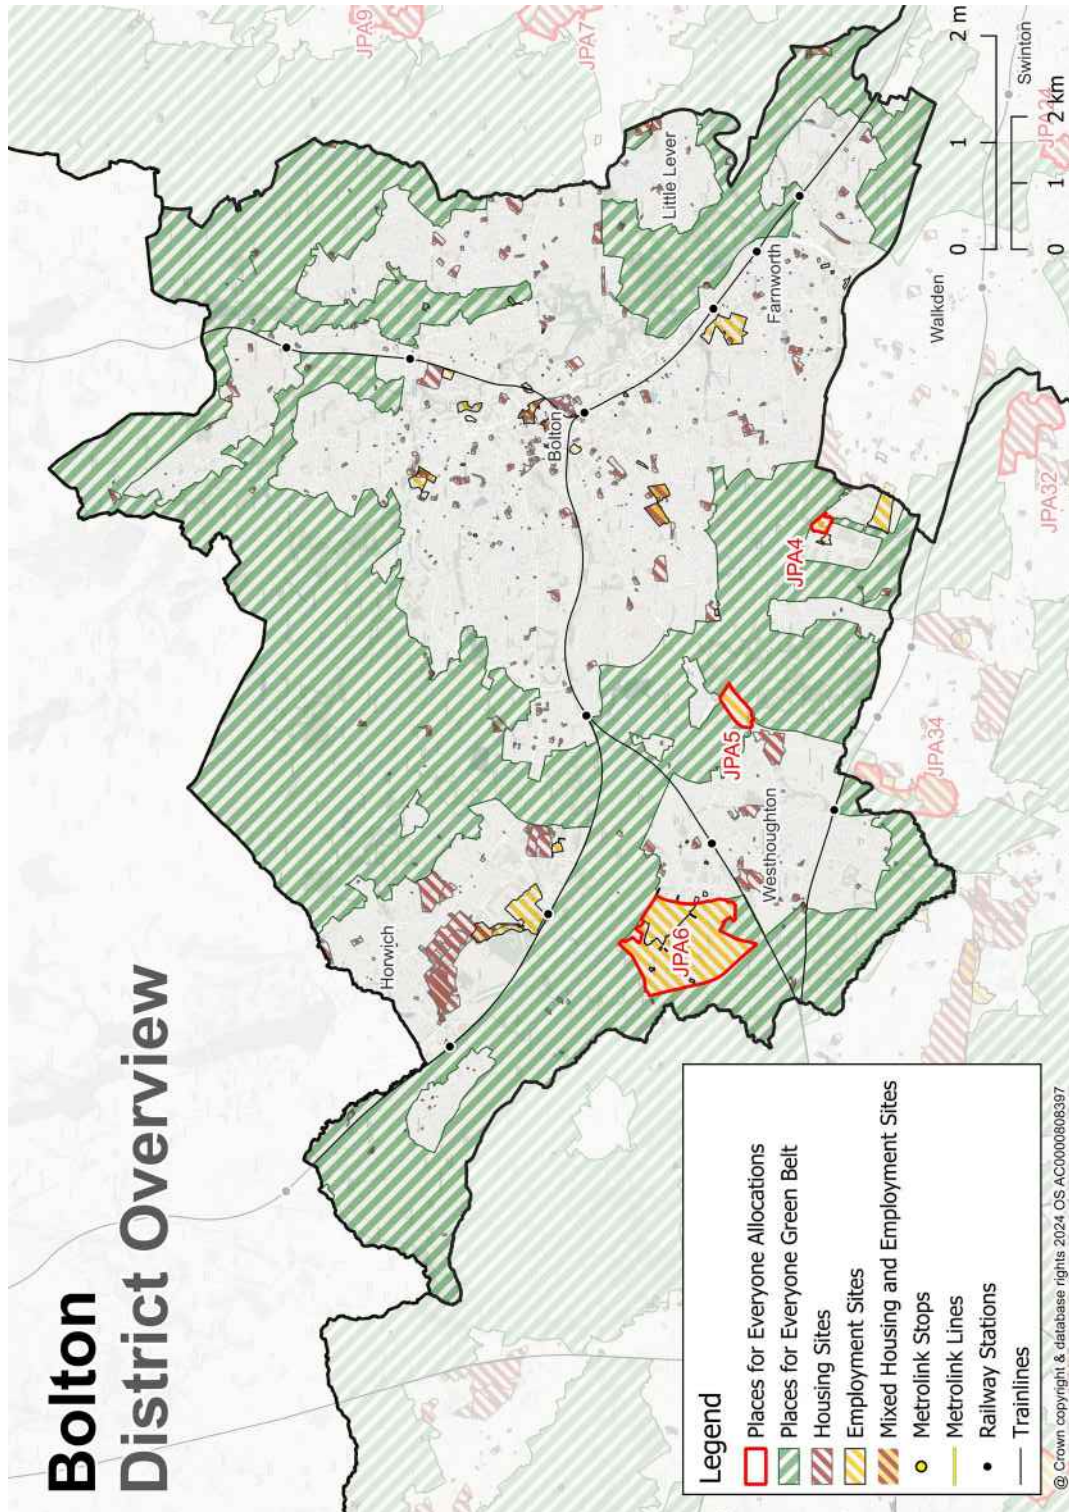 Bolton
District Overview
JPA9
JPA7
Horwich
Bolton
Little Lever
Farnworth
JPA6
Westhoughton
JPA5
JPA4
JPA34
JPA32
Walkden
Swinton
JPA34
0 1 2 m
0 1 2 km
Legend
Places for Everyone Allocations
Places for Everyone Green Belt
Housing Sites
Employment Sites
Mixed Housing and Employment Sites
Metrolink Stops
Metrolink Lines
Railway Stations
Trainlines
@ Crown copyright & database rights 2024 OS AC0000808397